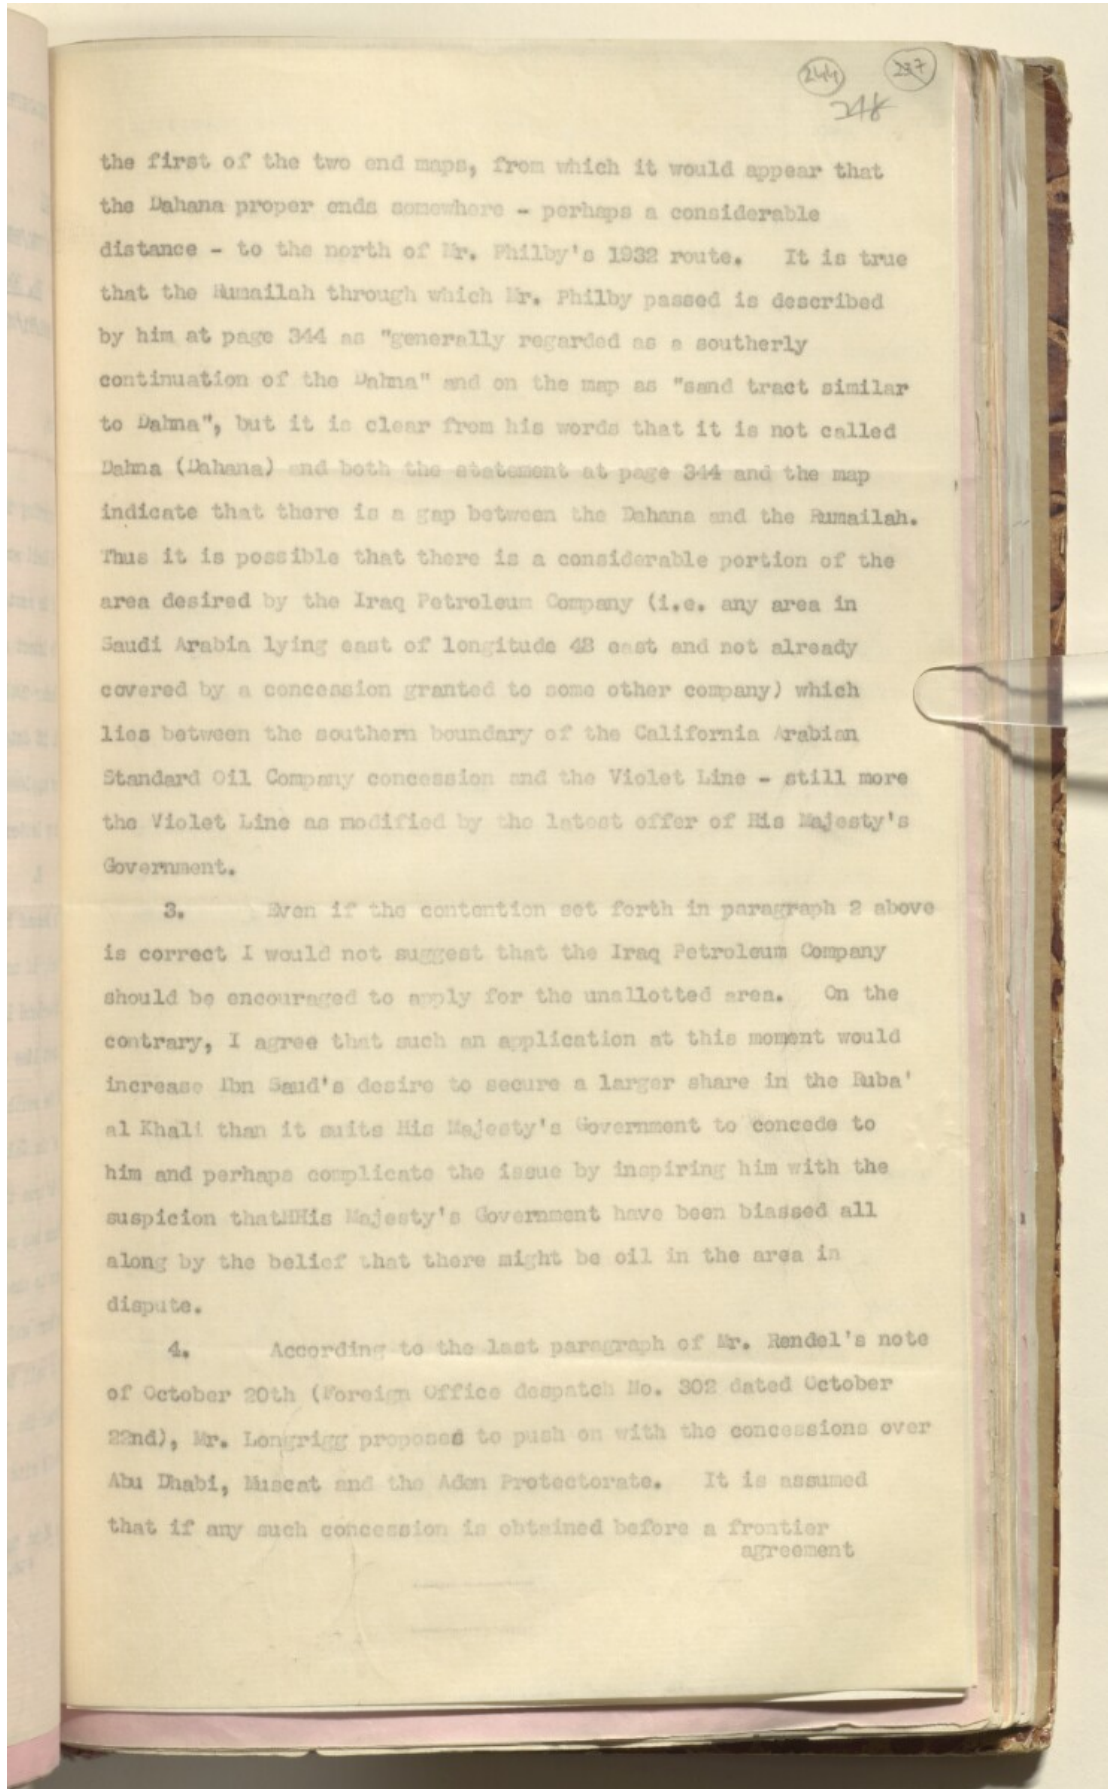 244 237
248
the first of the two end maps, from which it would appear that
the Dahana proper ends somewhere - perhaps a considerable
distance - to the north of Mr. Philby's 1932 route. It is true
that the Rumailah through which Mr. Philby passed is described
by him at page 344 as "generally regarded as a southerly
continuation of the Dahna" and on the map as "sand tract similar
to Dahna", but it is clear from his words that it is not called
Dahna (Dahana) and both the statement at page 344 and the map
indicate that there is a gap between the Dahana and the Rumailah.
Thus it is possible that there is a considerable portion of the
area desired by the Iraq Petroleum Company (i.e. any area in
Saudi Arabia lying east of longitude 48 east and not already
covered by a concession granted to some other company) which
lies between the southern boundary of the California Arabian
Standard Oil Company concession and the Violet Line - still more
the Violet Line as modified by the latest offer of His Majesty's
Government.
3. Even if the contention set forth in paragraph 2 above
is correct I would not suggest that the Iraq Petroleum Company
should be encouraged to apply for the unallotted area. On the
contrary, I agree that such an application at this moment would
increase Ibn Saud's desire to secure a larger share in the Ruba'
al Khali than it suits His Majesty's Government to concede to
him and perhaps complicate the issue by inspiring him with the
suspicion thatHHis Majesty's Government have been biassed all
along by the belief that there might be oil in the area in
dispute.
4. According to the last paragraph of Mr. Rendel's note
of October 20th (Foreign Office despatch No. 302 dated October
22nd), Mr. Longrigg proposed to push on with the concessions over
Abu Dhabi, Muscat and the Aden Protectorate. It is assumed
that if any such concession is obtained before a frontier
agreement